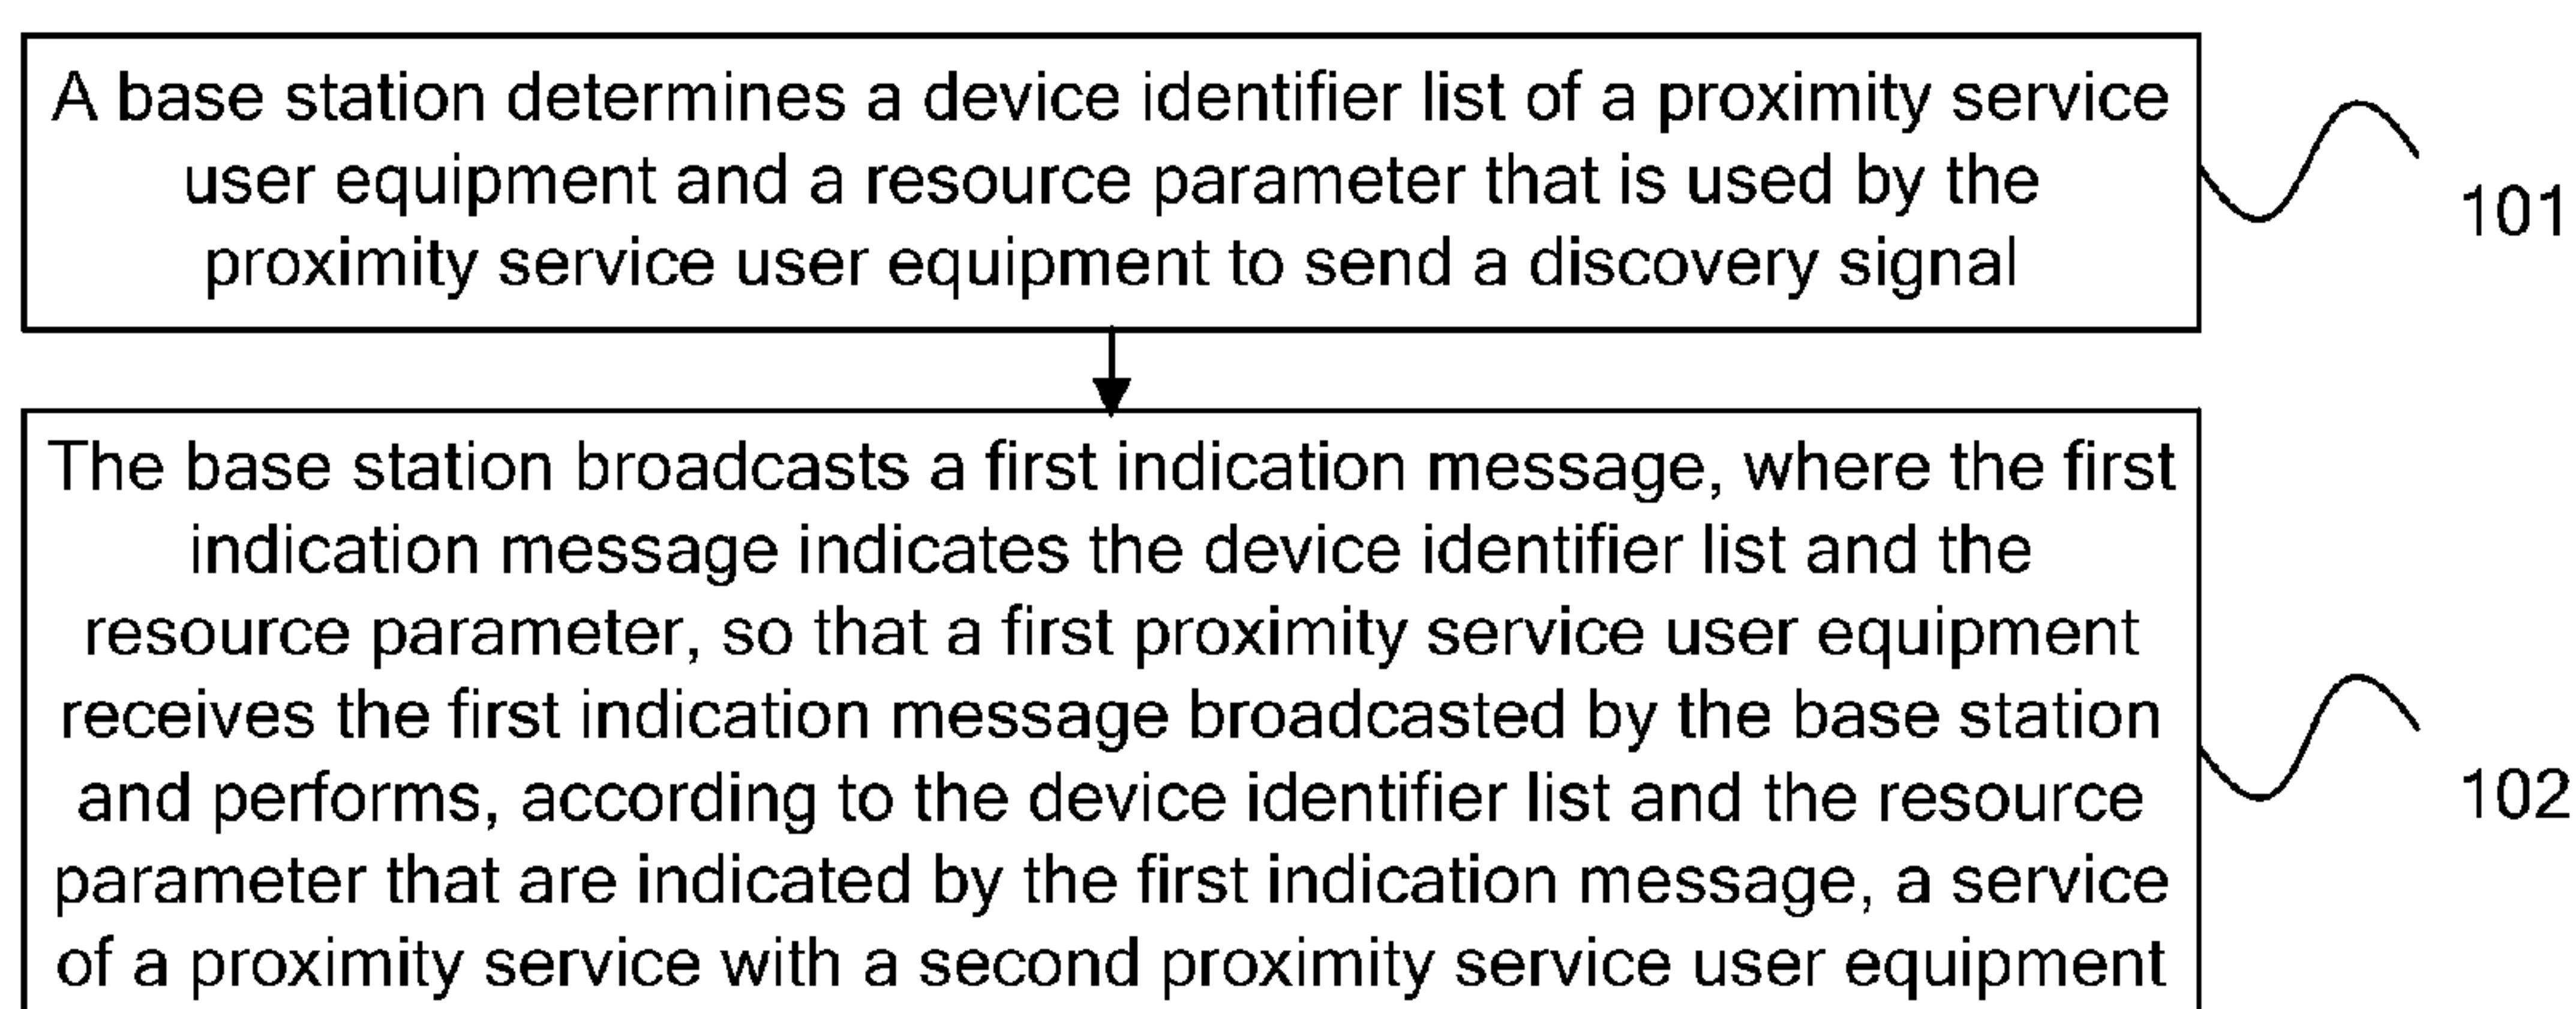 A base station determines a device identifier list of a proximity service
user equipment and a resource parameter that is used by the
proximity service user equipment to send a discovery signal
101
The base station broadcasts a first indication message, where the first
indication message indicates the device identifier list and the
resource parameter, so that a first proximity service user equipment
receives the first indication message broadcasted by the base station
and performs, according to the device identifier list and the resource
parameter that are indicated by the first indication message, a service
of a proximity service with a second proximity service user equipment
102